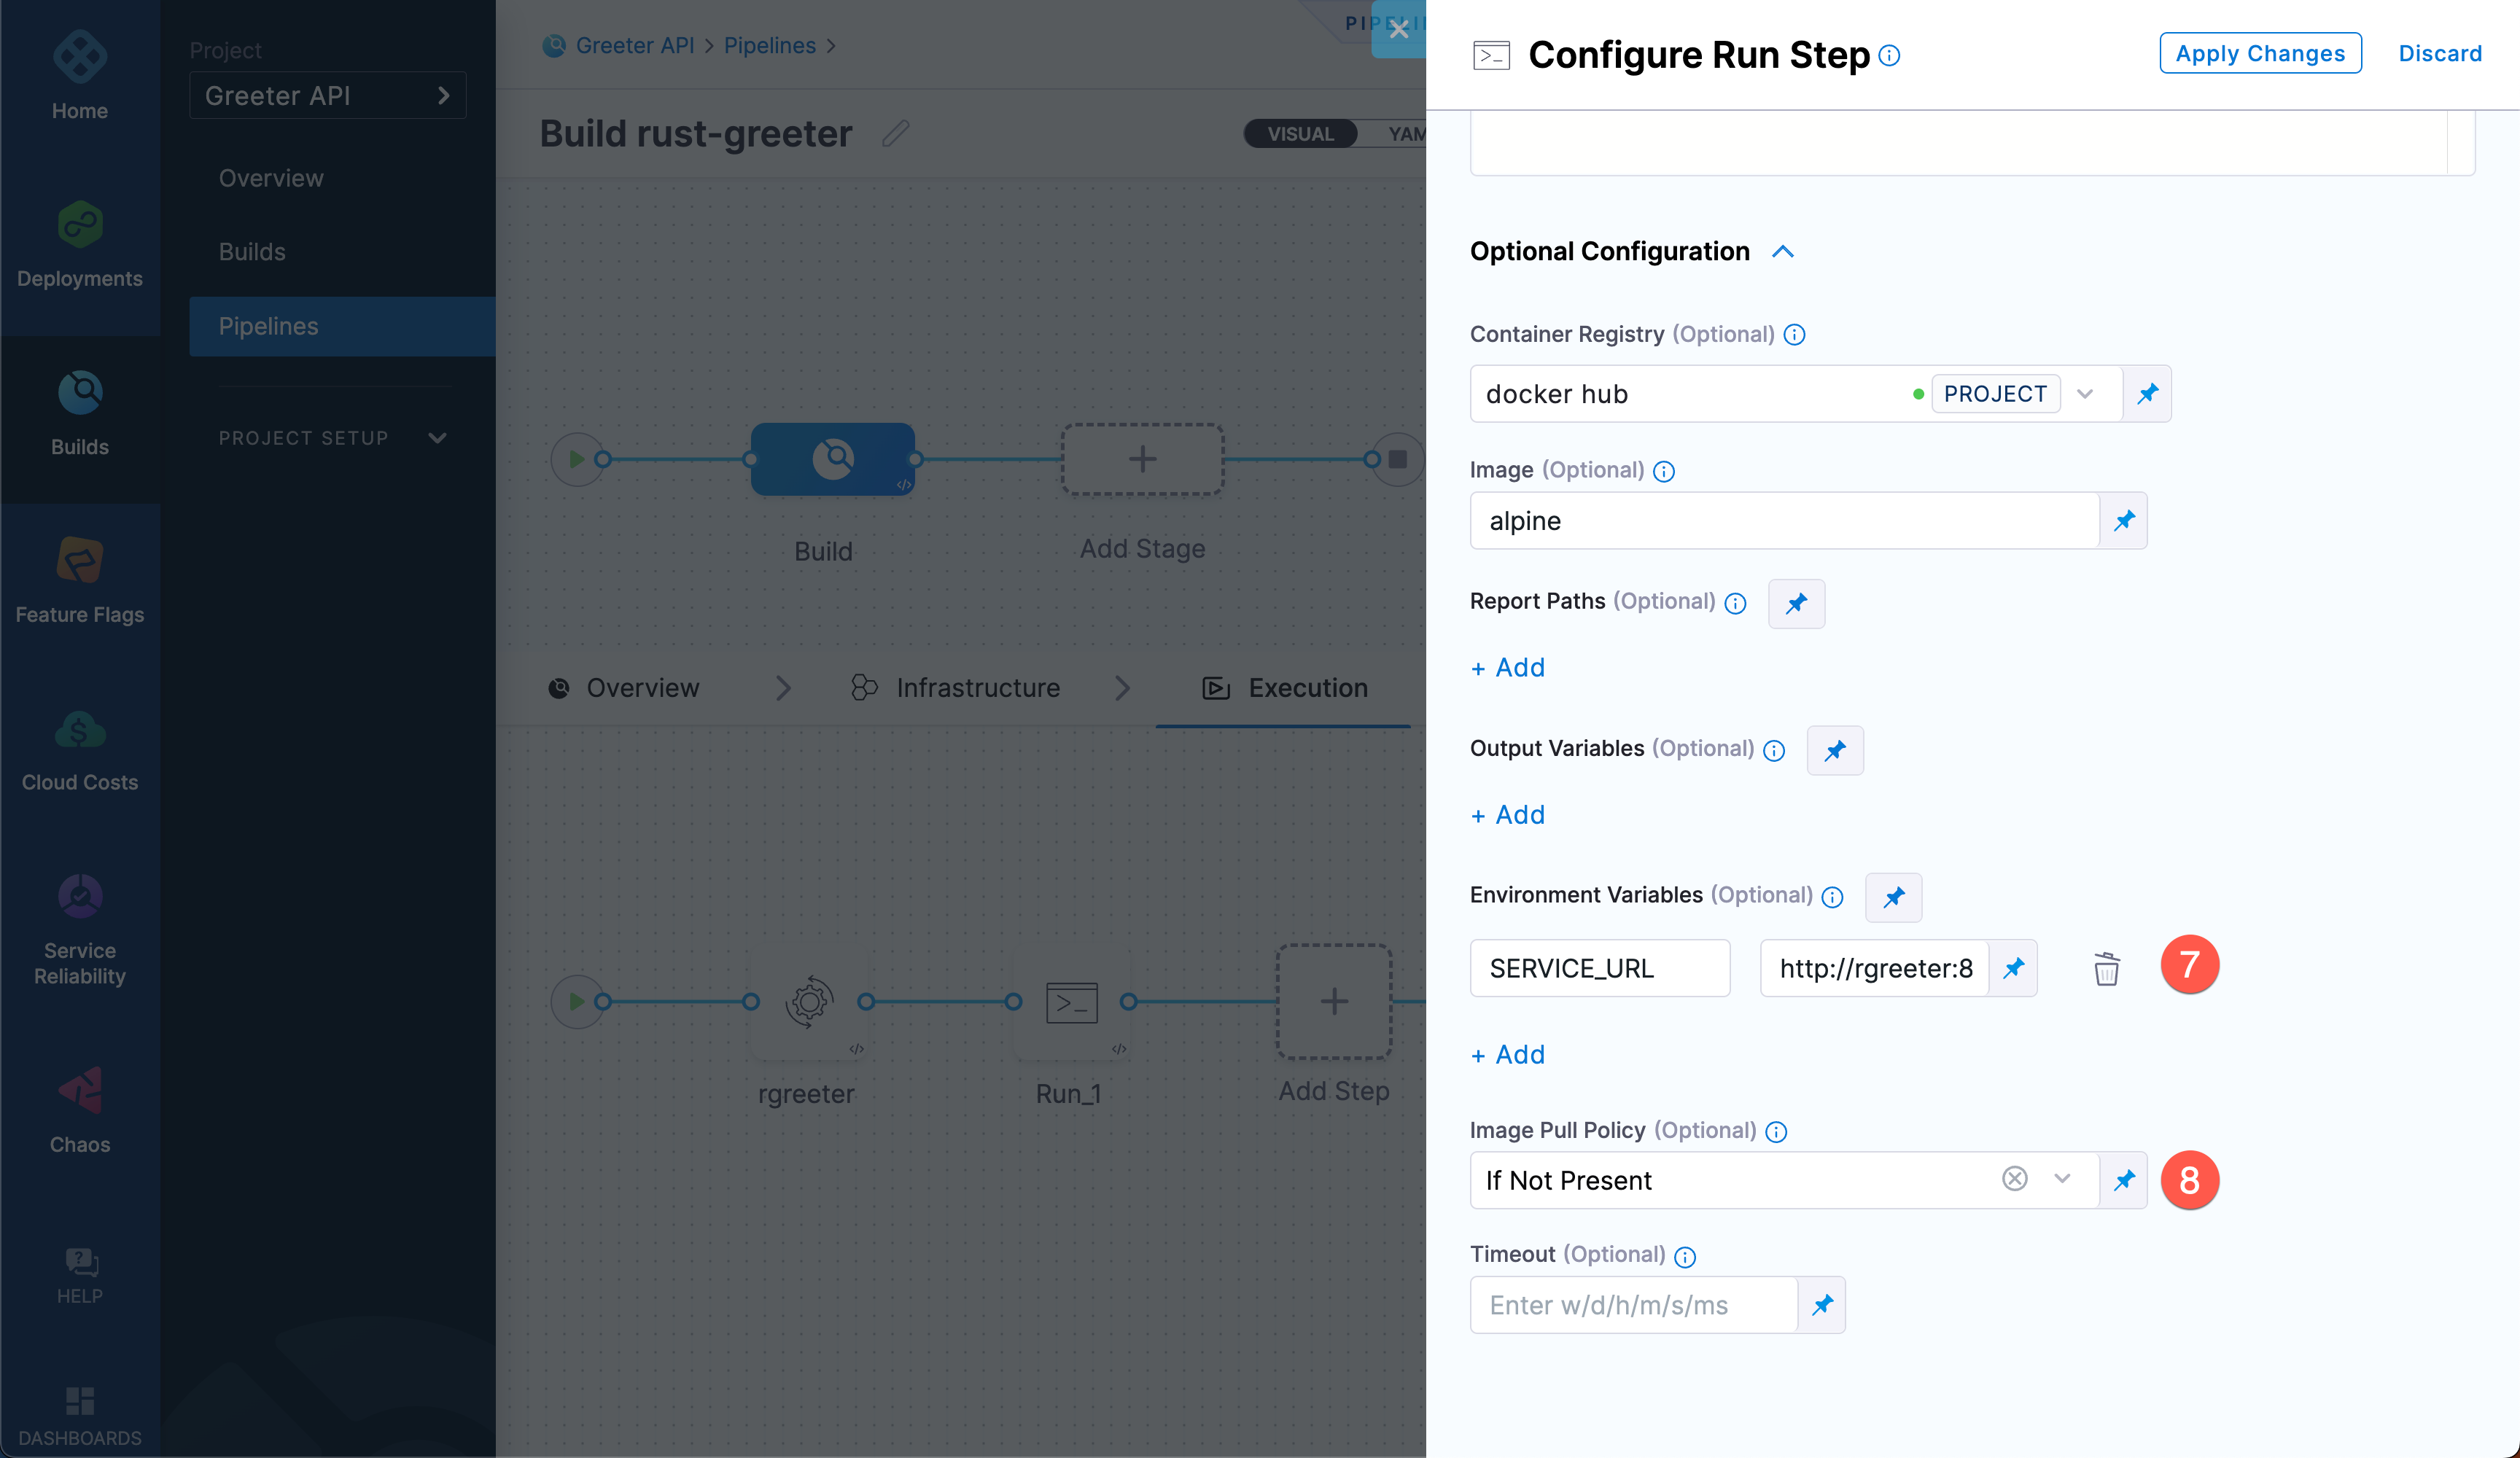 Home
Deployments
Builds
Feature Flags
Cloud Costs
Service
Reliability
Chaos
HELP
DASHBOARDS
Project
Greeter API
Overview
Builds
Pipelines
PROJECT SETUP
Greeter API > Pipelines >
Build rust-greeter
VISUAL
Build
Add Stage
Overview
Infrastructure
Execution
rgreeter
Run_1
Add Step
Configure Run Step
Apply Changes
Discard
Optional Configuration
Container Registry (Optional)
docker hub
PROJECT
Image (Optional)
alpine
Report Paths (Optional)
+ Add
Output Variables (Optional)
+ Add
Environment Variables (Optional)
SERVICE_URL
http://rgreeter:8
7
+ Add
Image Pull Policy (Optional)
If Not Present
8
Timeout (Optional)
Enter w/d/h/m/s/ms